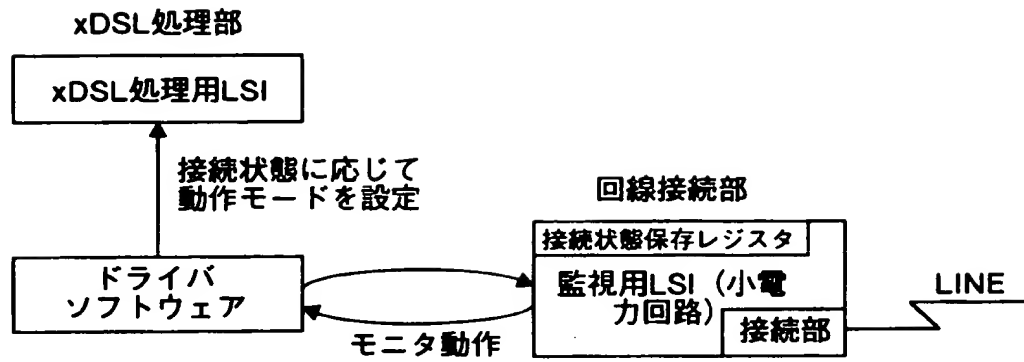 xDSL処理部
xDSL処理用LSI
接続状態に応じて
動作モードを設定
回線接続部
接続状態保存レジスタ
ドライバ
ソフトウェア
監視用LSI（小電
力回路）
LINE
接続部
モニタ動作